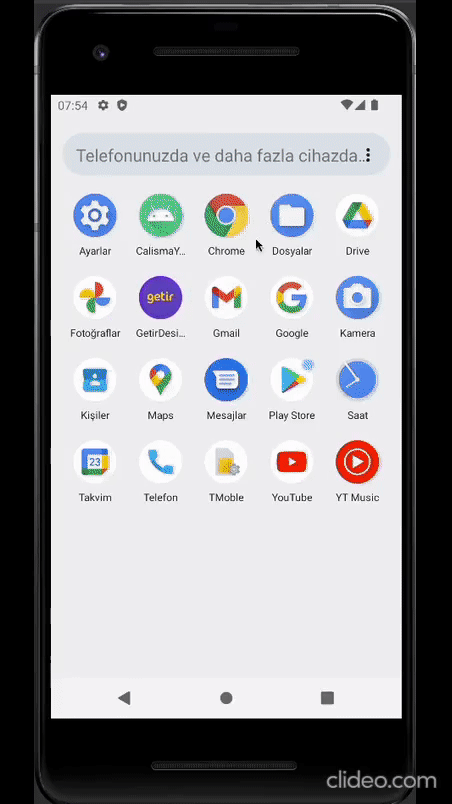 07:54
Telefonunuzda ve daha fazla cihazda..
Ayarlar
CalismaY...
Chrome
Dosyalar
Drive
getir
Fotoğraflar
GetirDesi...
Gmail
Google
Kamera
Kişiler
Maps
Mesajlar
Play Store
Saat
23
Takvim
Telefon
TMoble
YouTube
YT Music
clideo.com